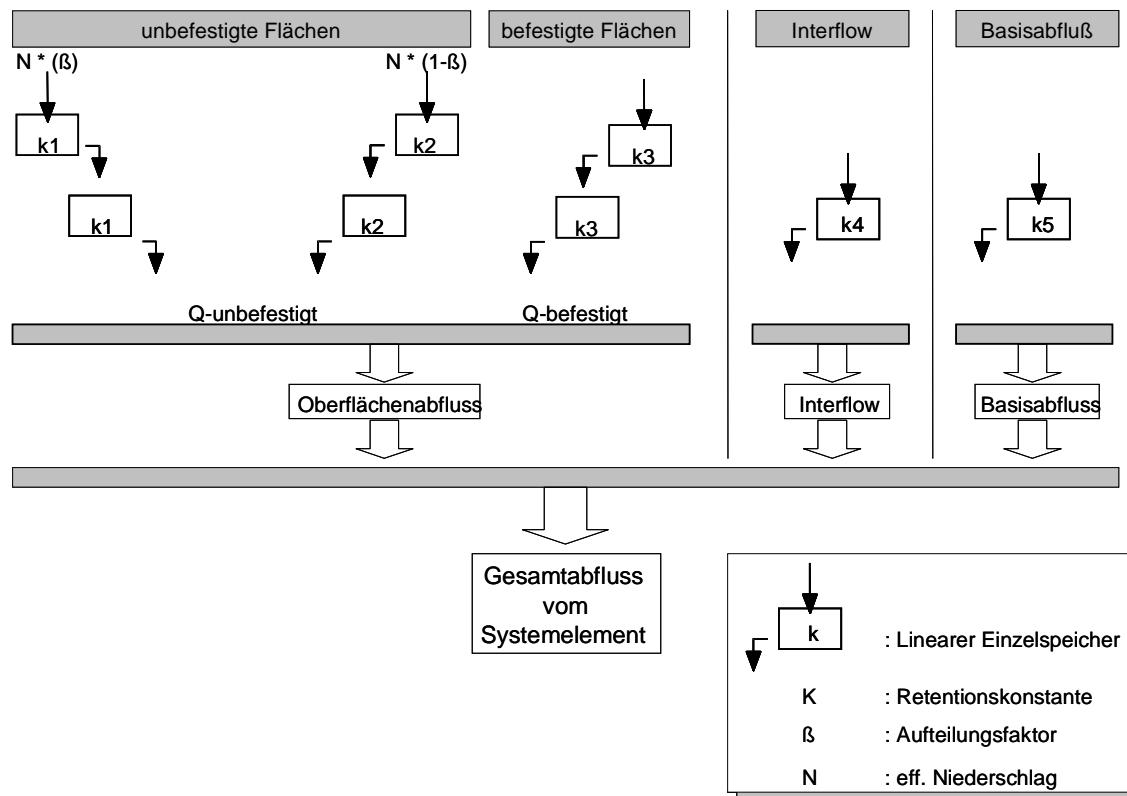 unbefestigte Flächen
befestigte Flächen
Interflow
Basisabfluß
N * (ß)
N * (1-ß)
k1
k2
k3
k1
k2
k3
k4
k5
Q-unbefestigt
Q-befestigt
Oberflächenabfluss
Interflow
Basisabfluss
Gesamtabfluss
vom
Systemelement
k : Linearer Einzelspeicher
K : Retentionskonstante
ß : Aufteilungsfaktor
N : eff. Niederschlag